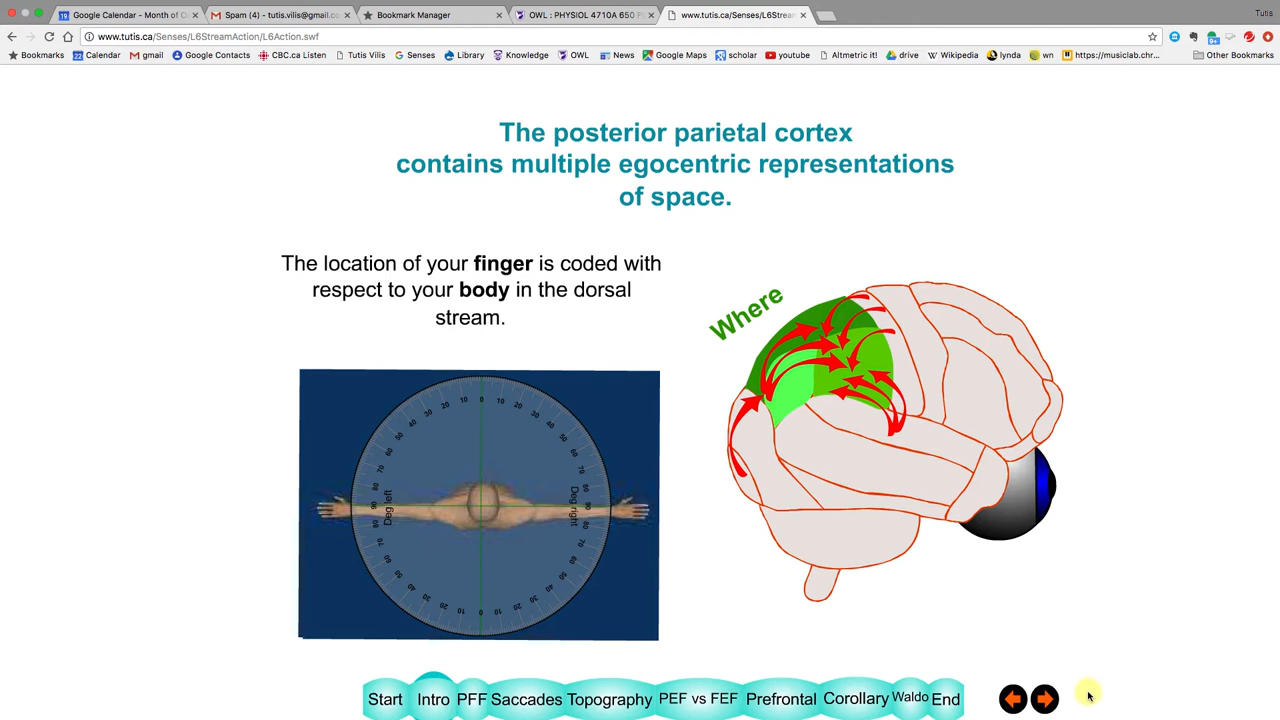 Google Calendar - Month of O
Spam (4) - tutis.vilis@gmail.co
Bookmark Manager
OWL : PHYSIOL 4710A 650 F
www.tutis.ca/Senses/L6Stream
Tutis
www.tutis.ca/Senses/L6StreamAction/L6Action.swf
Bookmarks Calendar gmail Google Contacts CBC.ca Listen Tutis Vilis Senses Library Knowledge OWL News Google Maps scholar youtube Altmetric it! drive Wikipedia lynda wn https://musiclab.chr... Other Bookmarks
The posterior parietal cortex
contains multiple egocentric representations
of space.
The location of your finger is coded with
respect to your body in the dorsal
stream.
Where
Deg left
Deg right
Start Intro PFF Saccades Topography PEF vs FEF Prefrontal Corollary Waldo End